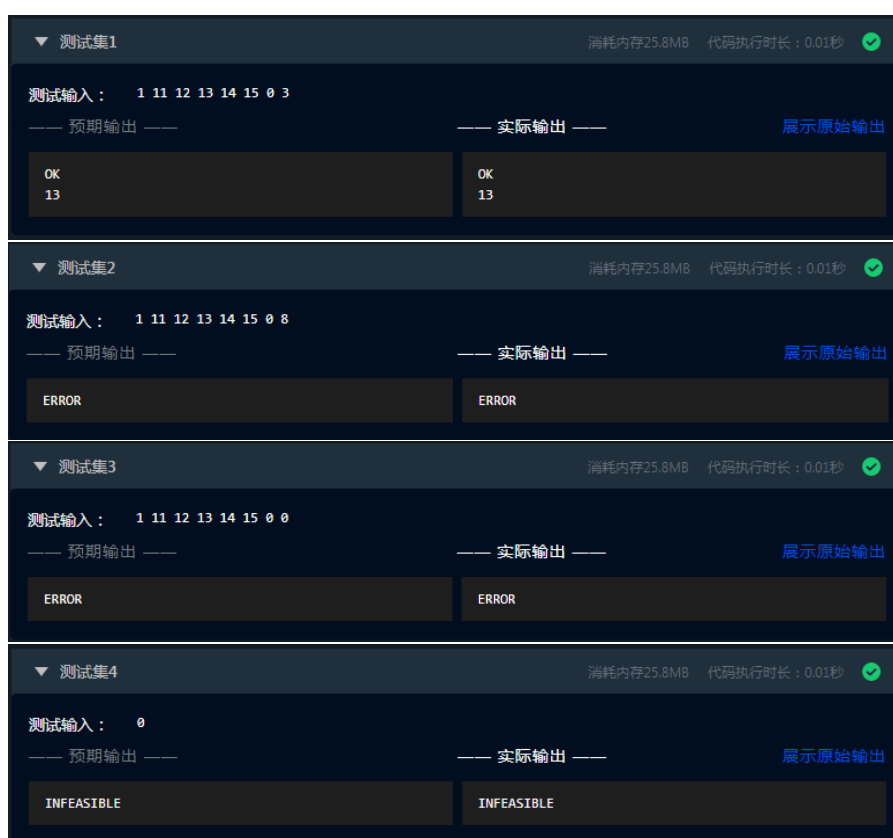 ▼ 测试集1 消耗内存25.8MB 代码执行时长：0.01秒
测试输入： 1 11 12 13 14 15 0 3
—— 预期输出 —— —— 实际输出 —— 展示原始输出
OK OK
13 13
▼ 测试集2 消耗内存25.8MB 代码执行时长：0.01秒
测试输入： 1 11 12 13 14 15 0 8
—— 预期输出 —— —— 实际输出 —— 展示原始输出
ERROR ERROR
▼ 测试集3 消耗内存25.8MB 代码执行时长：0.01秒
测试输入： 1 11 12 13 14 15 0 0
—— 预期输出 —— —— 实际输出 —— 展示原始输出
ERROR ERROR
▼ 测试集4 消耗内存25.8MB 代码执行时长：0.01秒
测试输入： 0
—— 预期输出 —— —— 实际输出 —— 展示原始输出
INFEASIBLE INFEASIBLE